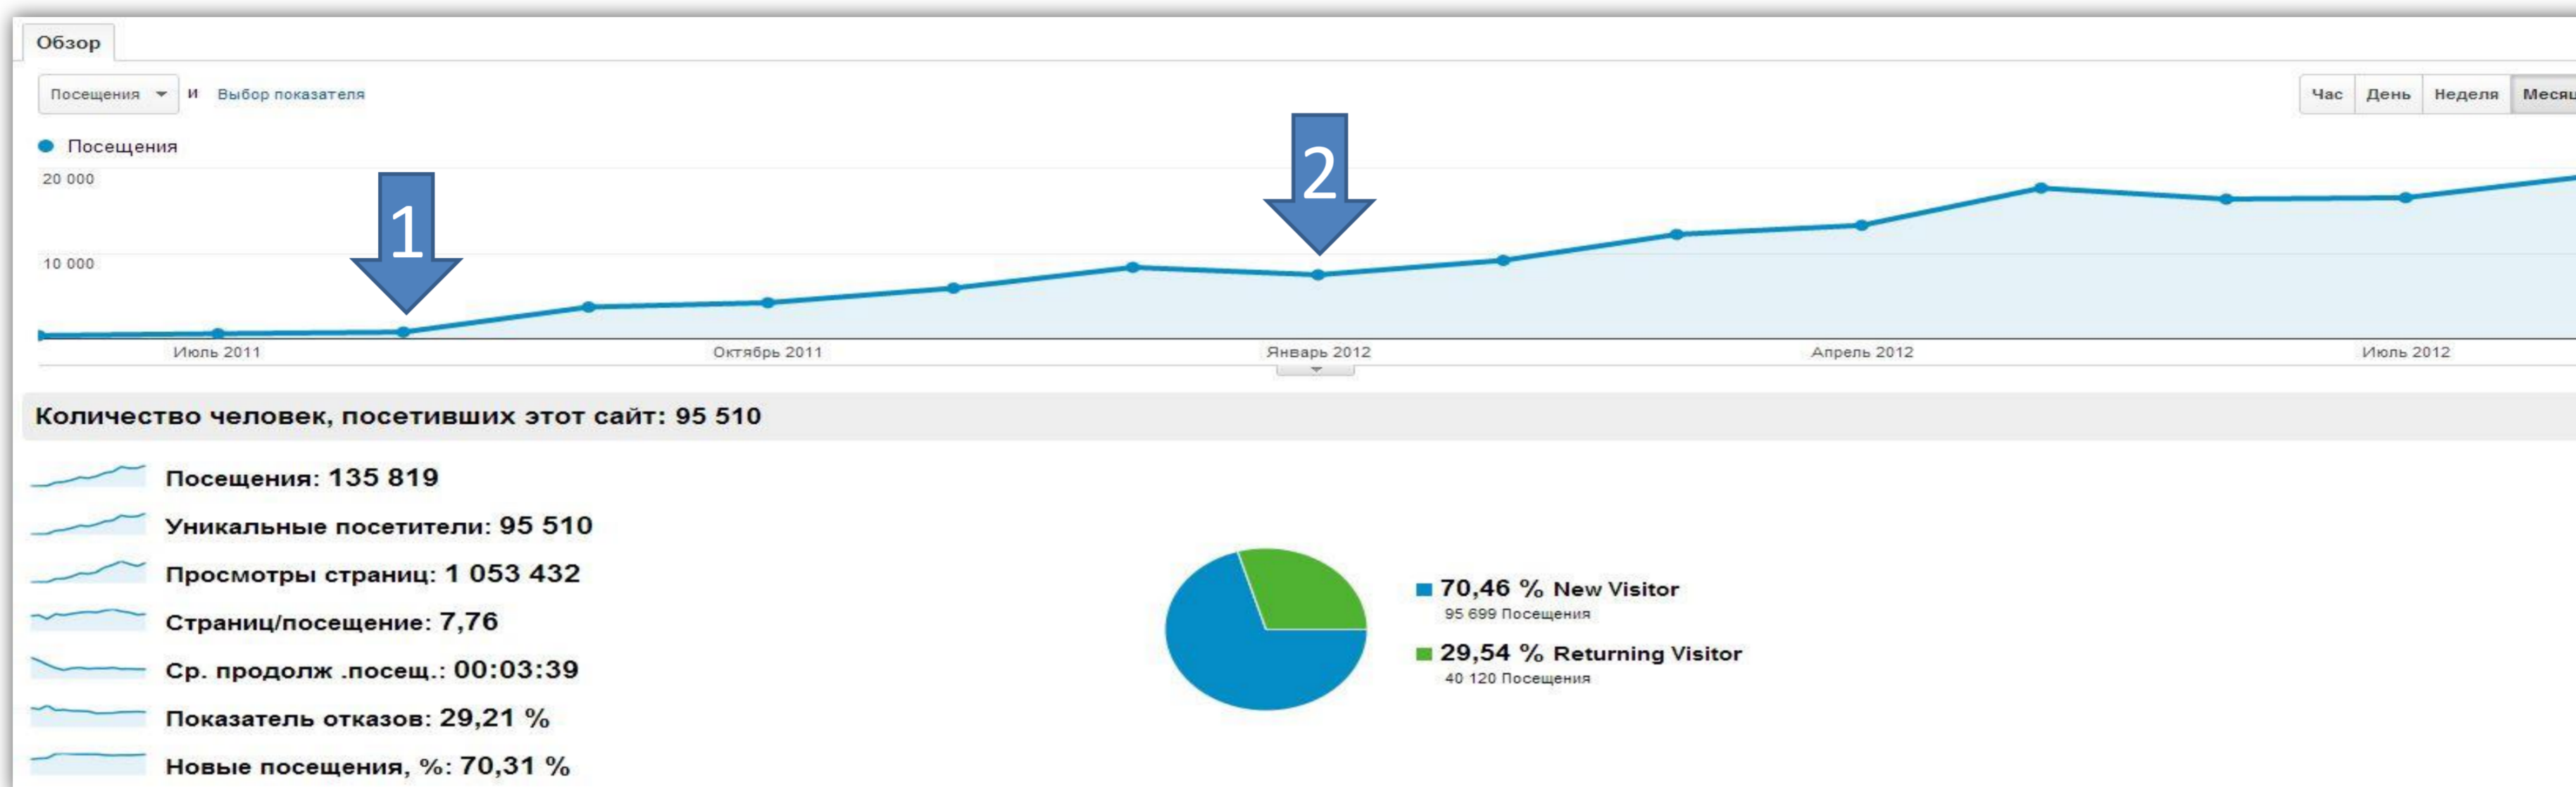 Обзор
Посещения и Выбор показателя
Час День Неделя Месяц
Посещения
20 000
10 000
1
2
Июль 2011 Октябрь 2011 Январь 2012 Апрель 2012 Июль 2012
Количество человек, посетивших этот сайт: 95 510
Посещения: 135 819
Уникальные посетители: 95 510
Просмотры страниц: 1 053 432
Страниц/посещение: 7,76
Ср. продолж .посещ.: 00:03:39
Показатель отказов: 29,21 %
Новые посещения, %: 70,31 %
70,46 % New Visitor
95 699 Посещения
29,54 % Returning Visitor
40 120 Посещения